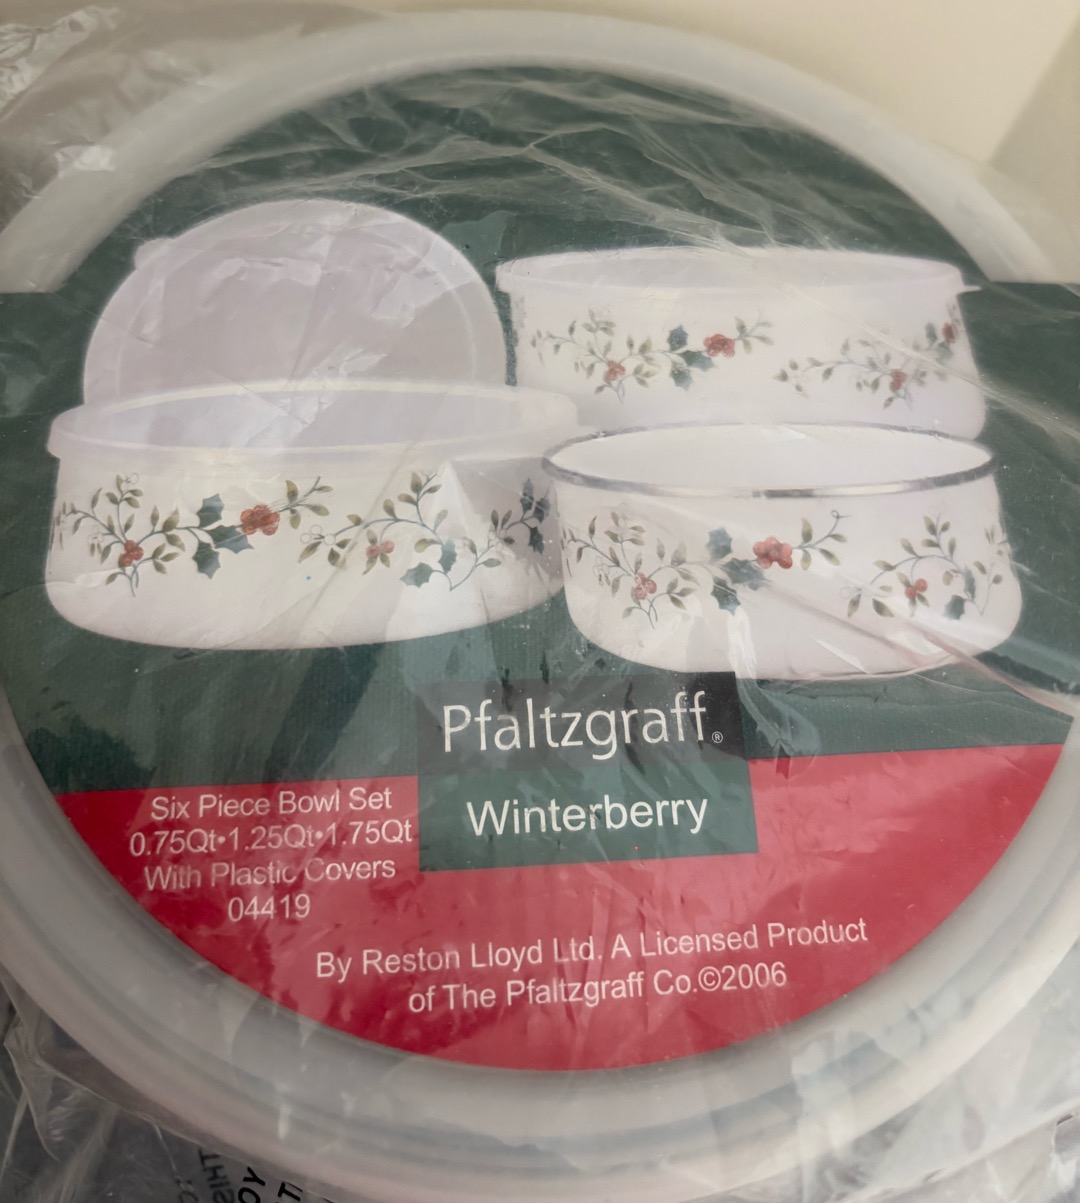 Pfaltzgraff®
Winterberry
Six Piece Bowl Set
0.75Qt•1.25Qt•1.75Qt
With Plastic Covers
04419
By Reston Lloyd Ltd. A Licensed Product
of The Pfaltzgraff Co.©2006